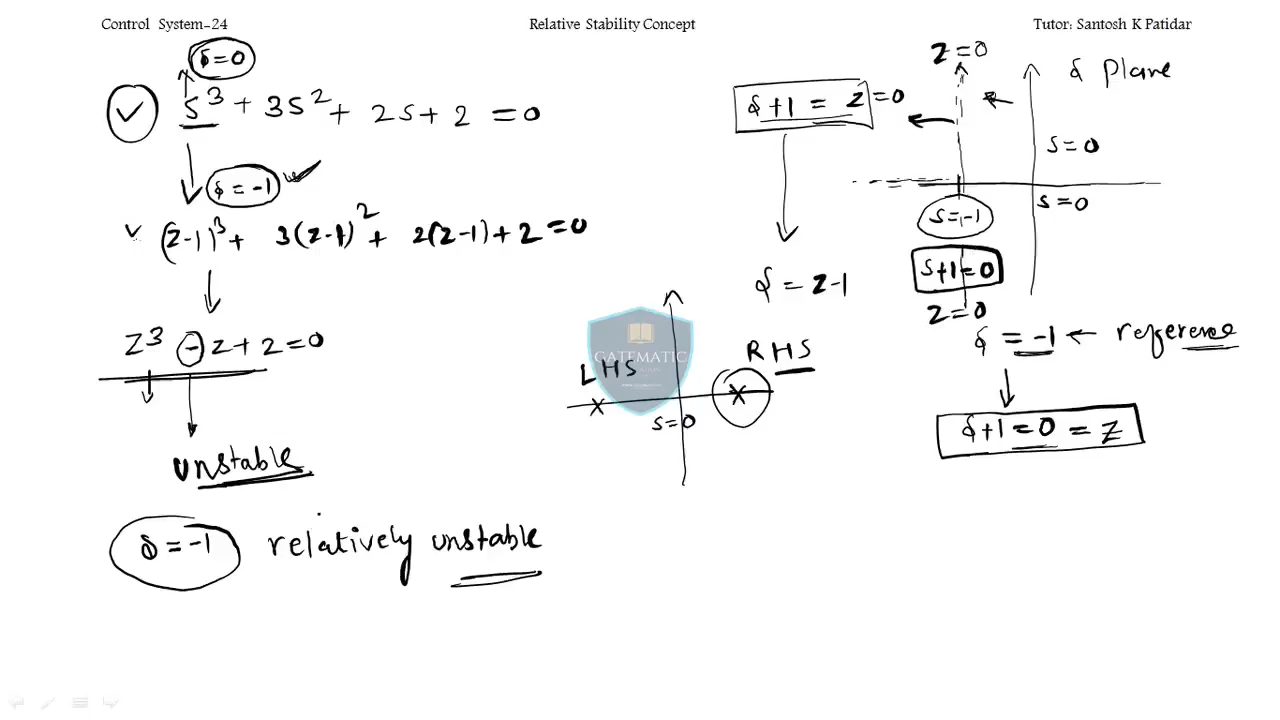 Control System-24
Relative Stability Concept
Tutor: Santosh K Patidar
s=0
s³ + 3s² + 2s + 2 = 0
s=-1
(z-1)³ + 3(z-1)² + 2(z-1) + 2 = 0
z³ - z + 2 = 0
unstable
s=-1 relatively unstable
s+1 = z=0
s = z-1
LHS
RHS
s=0
GATEMATIC
z=0
s plane
s=0
s=0
s=-1
s+1=0
z=0
s = -1 ← reference
s+1=0 = z